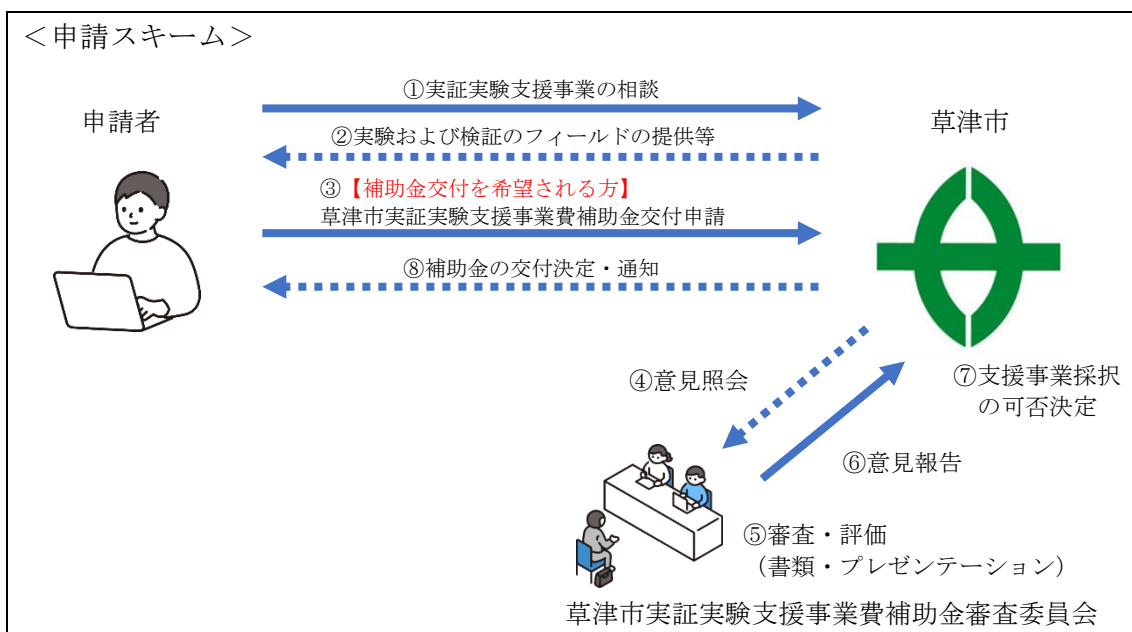 ＜申請スキーム＞
①実証実験支援事業の相談
申請者
草津市
②実験および検証のフィールドの提供等
③【補助金交付を希望される方】
草津市実証実験支援事業費補助金交付申請
⑧補助金の交付決定・通知
④意見照会
⑦支援事業採択
の可否決定
⑥意見報告
⑤審査・評価
（書類・プレゼンテーション）
草津市実証実験支援事業費補助金審査委員会